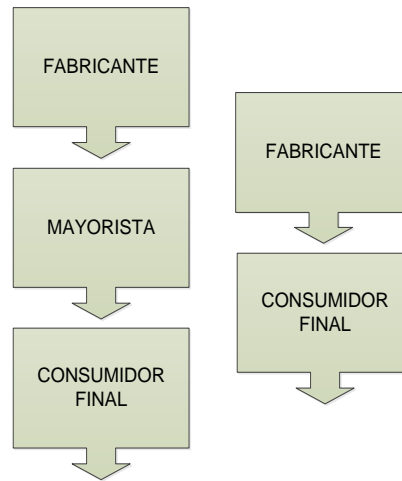 FABRICANTE
MAYORISTA
CONSUMIDOR
FINAL
FABRICANTE
CONSUMIDOR
FINAL